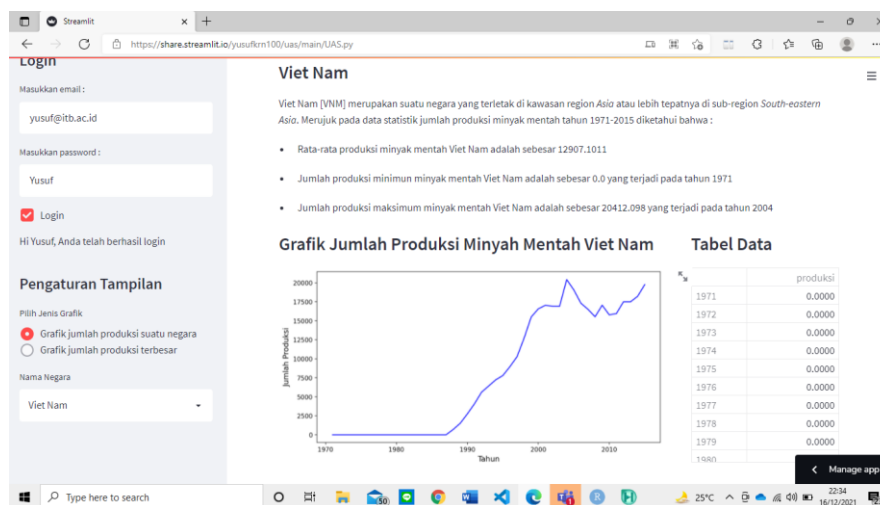 Streamlit
https://share.streamlit.io/yusufkrn100/uas/main/UAS.py
Login
Masukkan email :
yusuf@itb.ac.id
Masukkan password :
Yusuf
Login
Hi Yusuf, Anda telah berhasil login
Pengaturan Tampilan
Pilih Jenis Grafik
Grafik jumlah produksi suatu negara
Grafik jumlah produksi terbesar
Nama Negara
Viet Nam
Viet Nam
Viet Nam [VNM] merupakan suatu negara yang terletak di kawasan region Asia atau lebih tepatnya di sub-region South-eastern
Asia. Merujuk pada data statistik jumlah produksi minyak mentah tahun 1971-2015 diketahui bahwa :
• Rata-rata produksi minyak mentah Viet Nam adalah sebesar 12907.1011
• Jumlah produksi minimun minyak mentah Viet Nam adalah sebesar 0.0 yang terjadi pada tahun 1971
• Jumlah produksi maksimum minyak mentah Viet Nam adalah sebesar 20412.098 yang terjadi pada tahun 2004
Grafik Jumlah Produksi Minyah Mentah Viet Nam
Jumlah Produksi
20000
17500
15000
12500
10000
7500
5000
2500
0
1970 1980 1990 2000 2010
Tahun
Tabel Data
produksi
1971 0.0000
1972 0.0000
1973 0.0000
1974 0.0000
1975 0.0000
1976 0.0000
1977 0.0000
1978 0.0000
1979 0.0000
1980
Manage app
Type here to search
50
1
25°C
22:34
16/12/2021